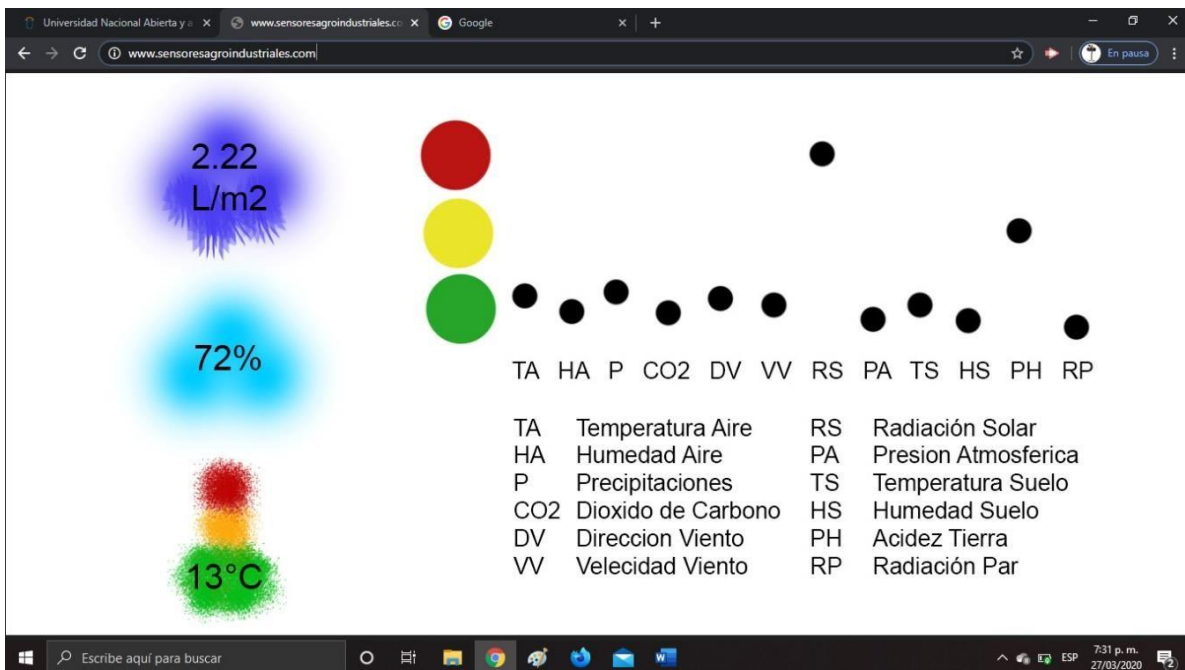 Universidad Nacional Abierta y a
www.sensoresagroindustriales.co
Google
www.sensoresagroindustriales.com
En pausa
2.22
L/m2
72%
13°C
TA HA P CO2 DV VV RS PA TS HS PH RP
TA Temperatura Aire RS Radiación Solar
HA Humedad Aire PA Presion Atmosferica
P Precipitaciones TS Temperatura Suelo
CO2 Dioxido de Carbono HS Humedad Suelo
DV Direccion Viento PH Acidez Tierra
VV Velecidad Viento RP Radiación Par
Escribe aquí para buscar
ESP
7:31 p. m.
27/03/2020
2